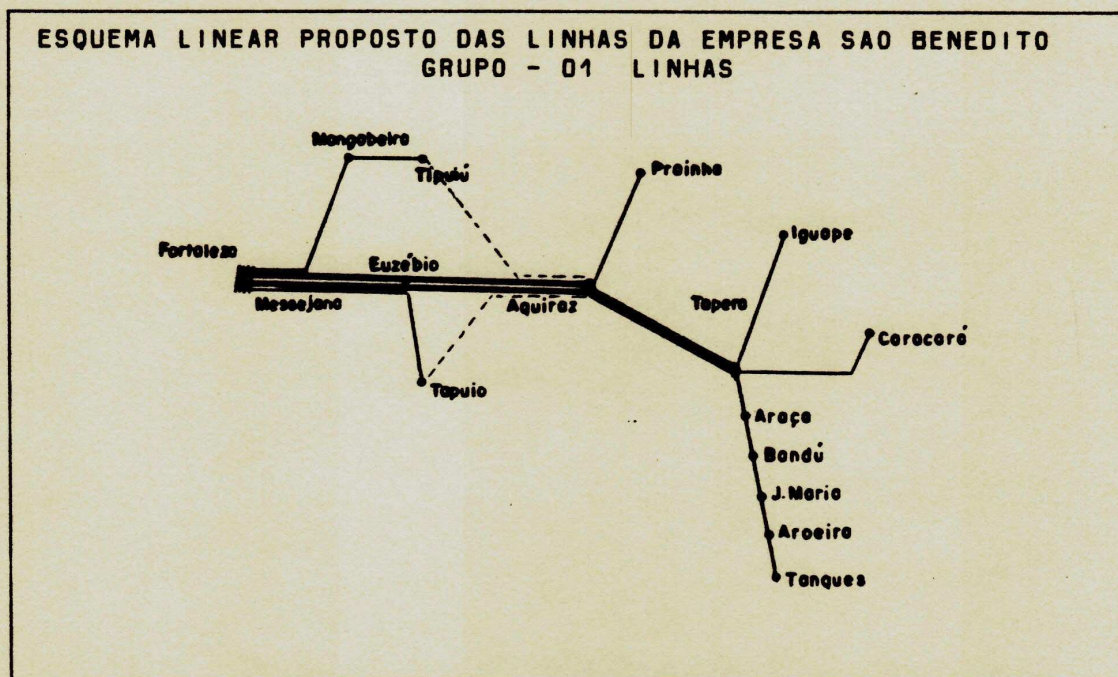 ESQUEMA LINEAR PROPOSTO DAS LINHAS DA EMPRESA SAO BENEDITO
GRUPO - 01 LINHAS
Mangabeira
Tipuiú
Prainha
Iguape
Fortaleza
Euzébio
Messejana
Aquiraz
Tapera
Caracará
Tapuio
Araça
Bandú
J. Maria
Aroeira
Tanques